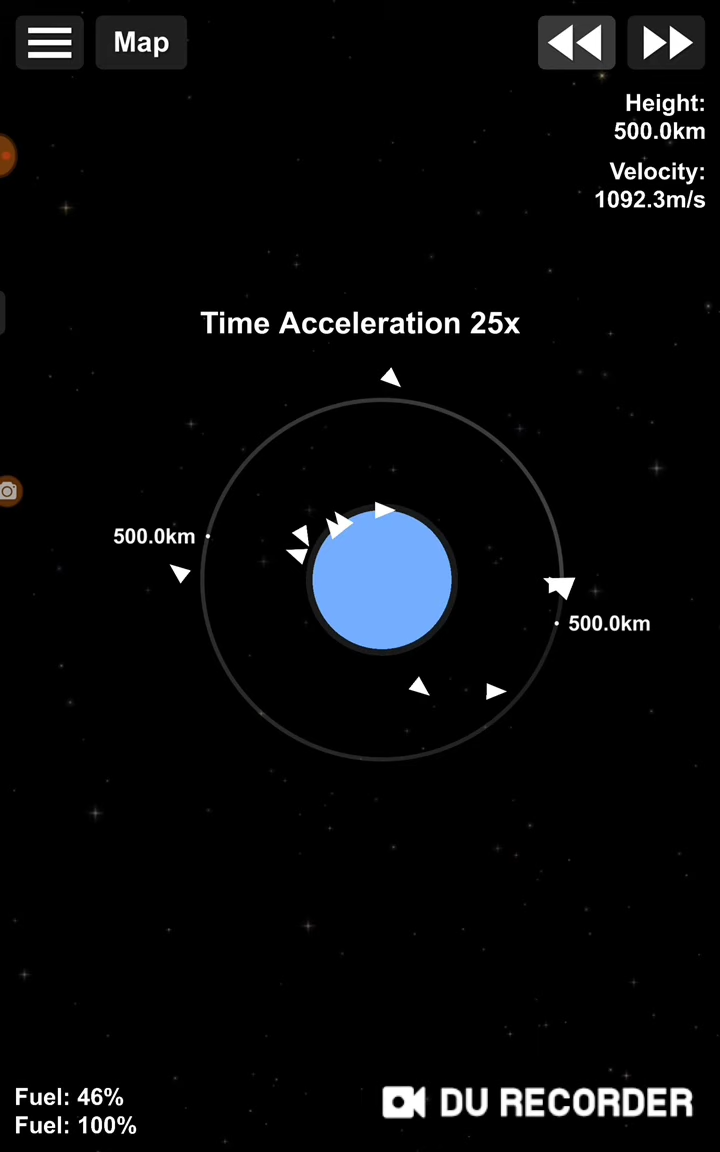 Map
Height:
500.0km
Velocity:
1092.3m/s
Time Acceleration 25x
500.0km
500.0km
Fuel: 46%
Fuel: 100%
DU RECORDER